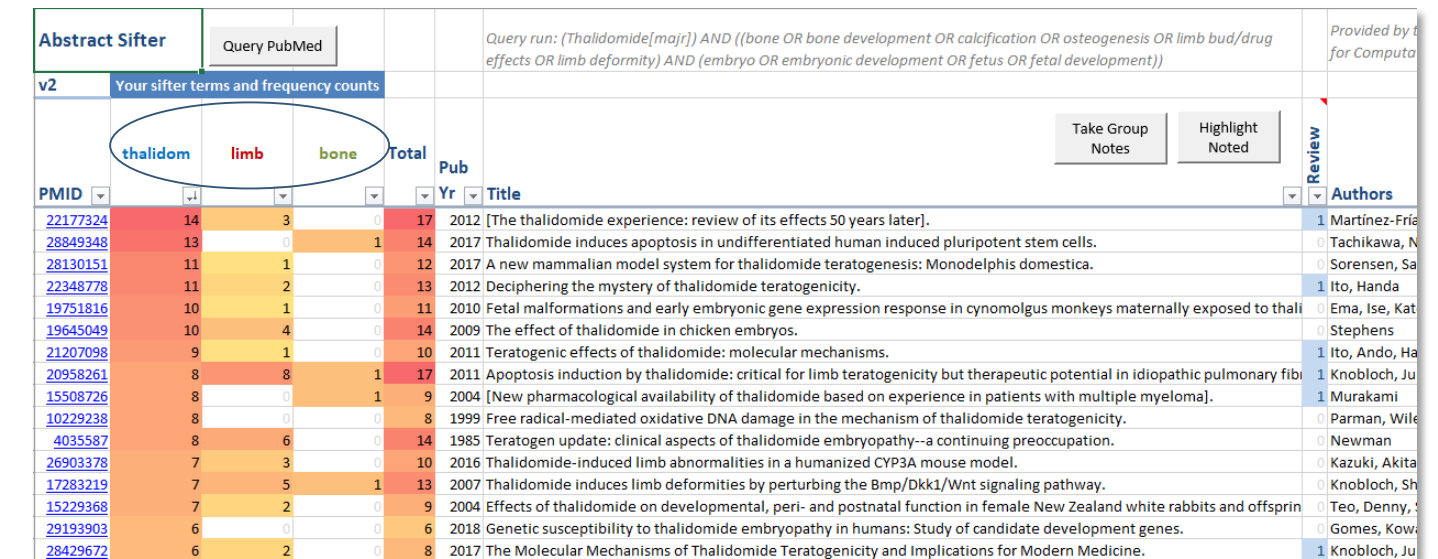 Abstract Sifter
Query PubMed
Query run: (Thalidomide[majr]) AND ((bone OR bone development OR calcification OR osteogenesis OR limb bud/drug
effects OR limb deformity) AND (embryo OR embryonic development OR fetus OR fetal development))
Provided by t
for Computa
v2 Your sifter terms and frequency counts
Take Group
Notes
Highlight
Noted
thalidom limb bone Total
Pub
Review
PMID Yr Title Authors
22177324 14 3 0 17 2012 [The thalidomide experience: review of its effects 50 years later]. 1 Martínez-Fría
28849348 13 0 1 14 2017 Thalidomide induces apoptosis in undifferentiated human induced pluripotent stem cells. 0 Tachikawa, N
28130151 11 1 0 12 2017 A new mammalian model system for thalidomide teratogenesis: Monodelphis domestica. 0 Sorensen, Sa
22348778 11 2 0 13 2012 Deciphering the mystery of thalidomide teratogenicity. 1 Ito, Handa
19751816 10 1 0 11 2010 Fetal malformations and early embryonic gene expression response in cynomolgus monkeys maternally exposed to thali 0 Ema, Ise, Kat
19645049 10 4 0 14 2009 The effect of thalidomide in chicken embryos. 0 Stephens
21207098 9 1 0 10 2011 Teratogenic effects of thalidomide: molecular mechanisms. 1 Ito, Ando, Ha
20958261 8 8 1 17 2011 Apoptosis induction by thalidomide: critical for limb teratogenicity but therapeutic potential in idiopathic pulmonary fibr 1 Knobloch, Ju
15508726 8 0 1 9 2004 [New pharmacological availability of thalidomide based on experience in patients with multiple myeloma]. 1 Murakami
10229238 8 0 0 8 1999 Free radical-mediated oxidative DNA damage in the mechanism of thalidomide teratogenicity. 0 Parman, Wile
4035587 8 6 0 14 1985 Teratogen update: clinical aspects of thalidomide embryopathy--a continuing preoccupation. 0 Newman
26903378 7 3 0 10 2016 Thalidomide-induced limb abnormalities in a humanized CYP3A mouse model. 0 Kazuki, Akita
17283219 7 5 1 13 2007 Thalidomide induces limb deformities by perturbing the Bmp/Dkk1/Wnt signaling pathway. 0 Knobloch, Sh
15229368 7 2 0 9 2004 Effects of thalidomide on developmental, peri- and postnatal function in female New Zealand white rabbits and offsprin 0 Teo, Denny,
29193903 6 0 0 6 2018 Genetic susceptibility to thalidomide embryopathy in humans: Study of candidate development genes. 0 Gomes, Kowa
28429672 6 2 0 8 2017 The Molecular Mechanisms of Thalidomide Teratogenicity and Implications for Modern Medicine. 1 Knobloch, Ju